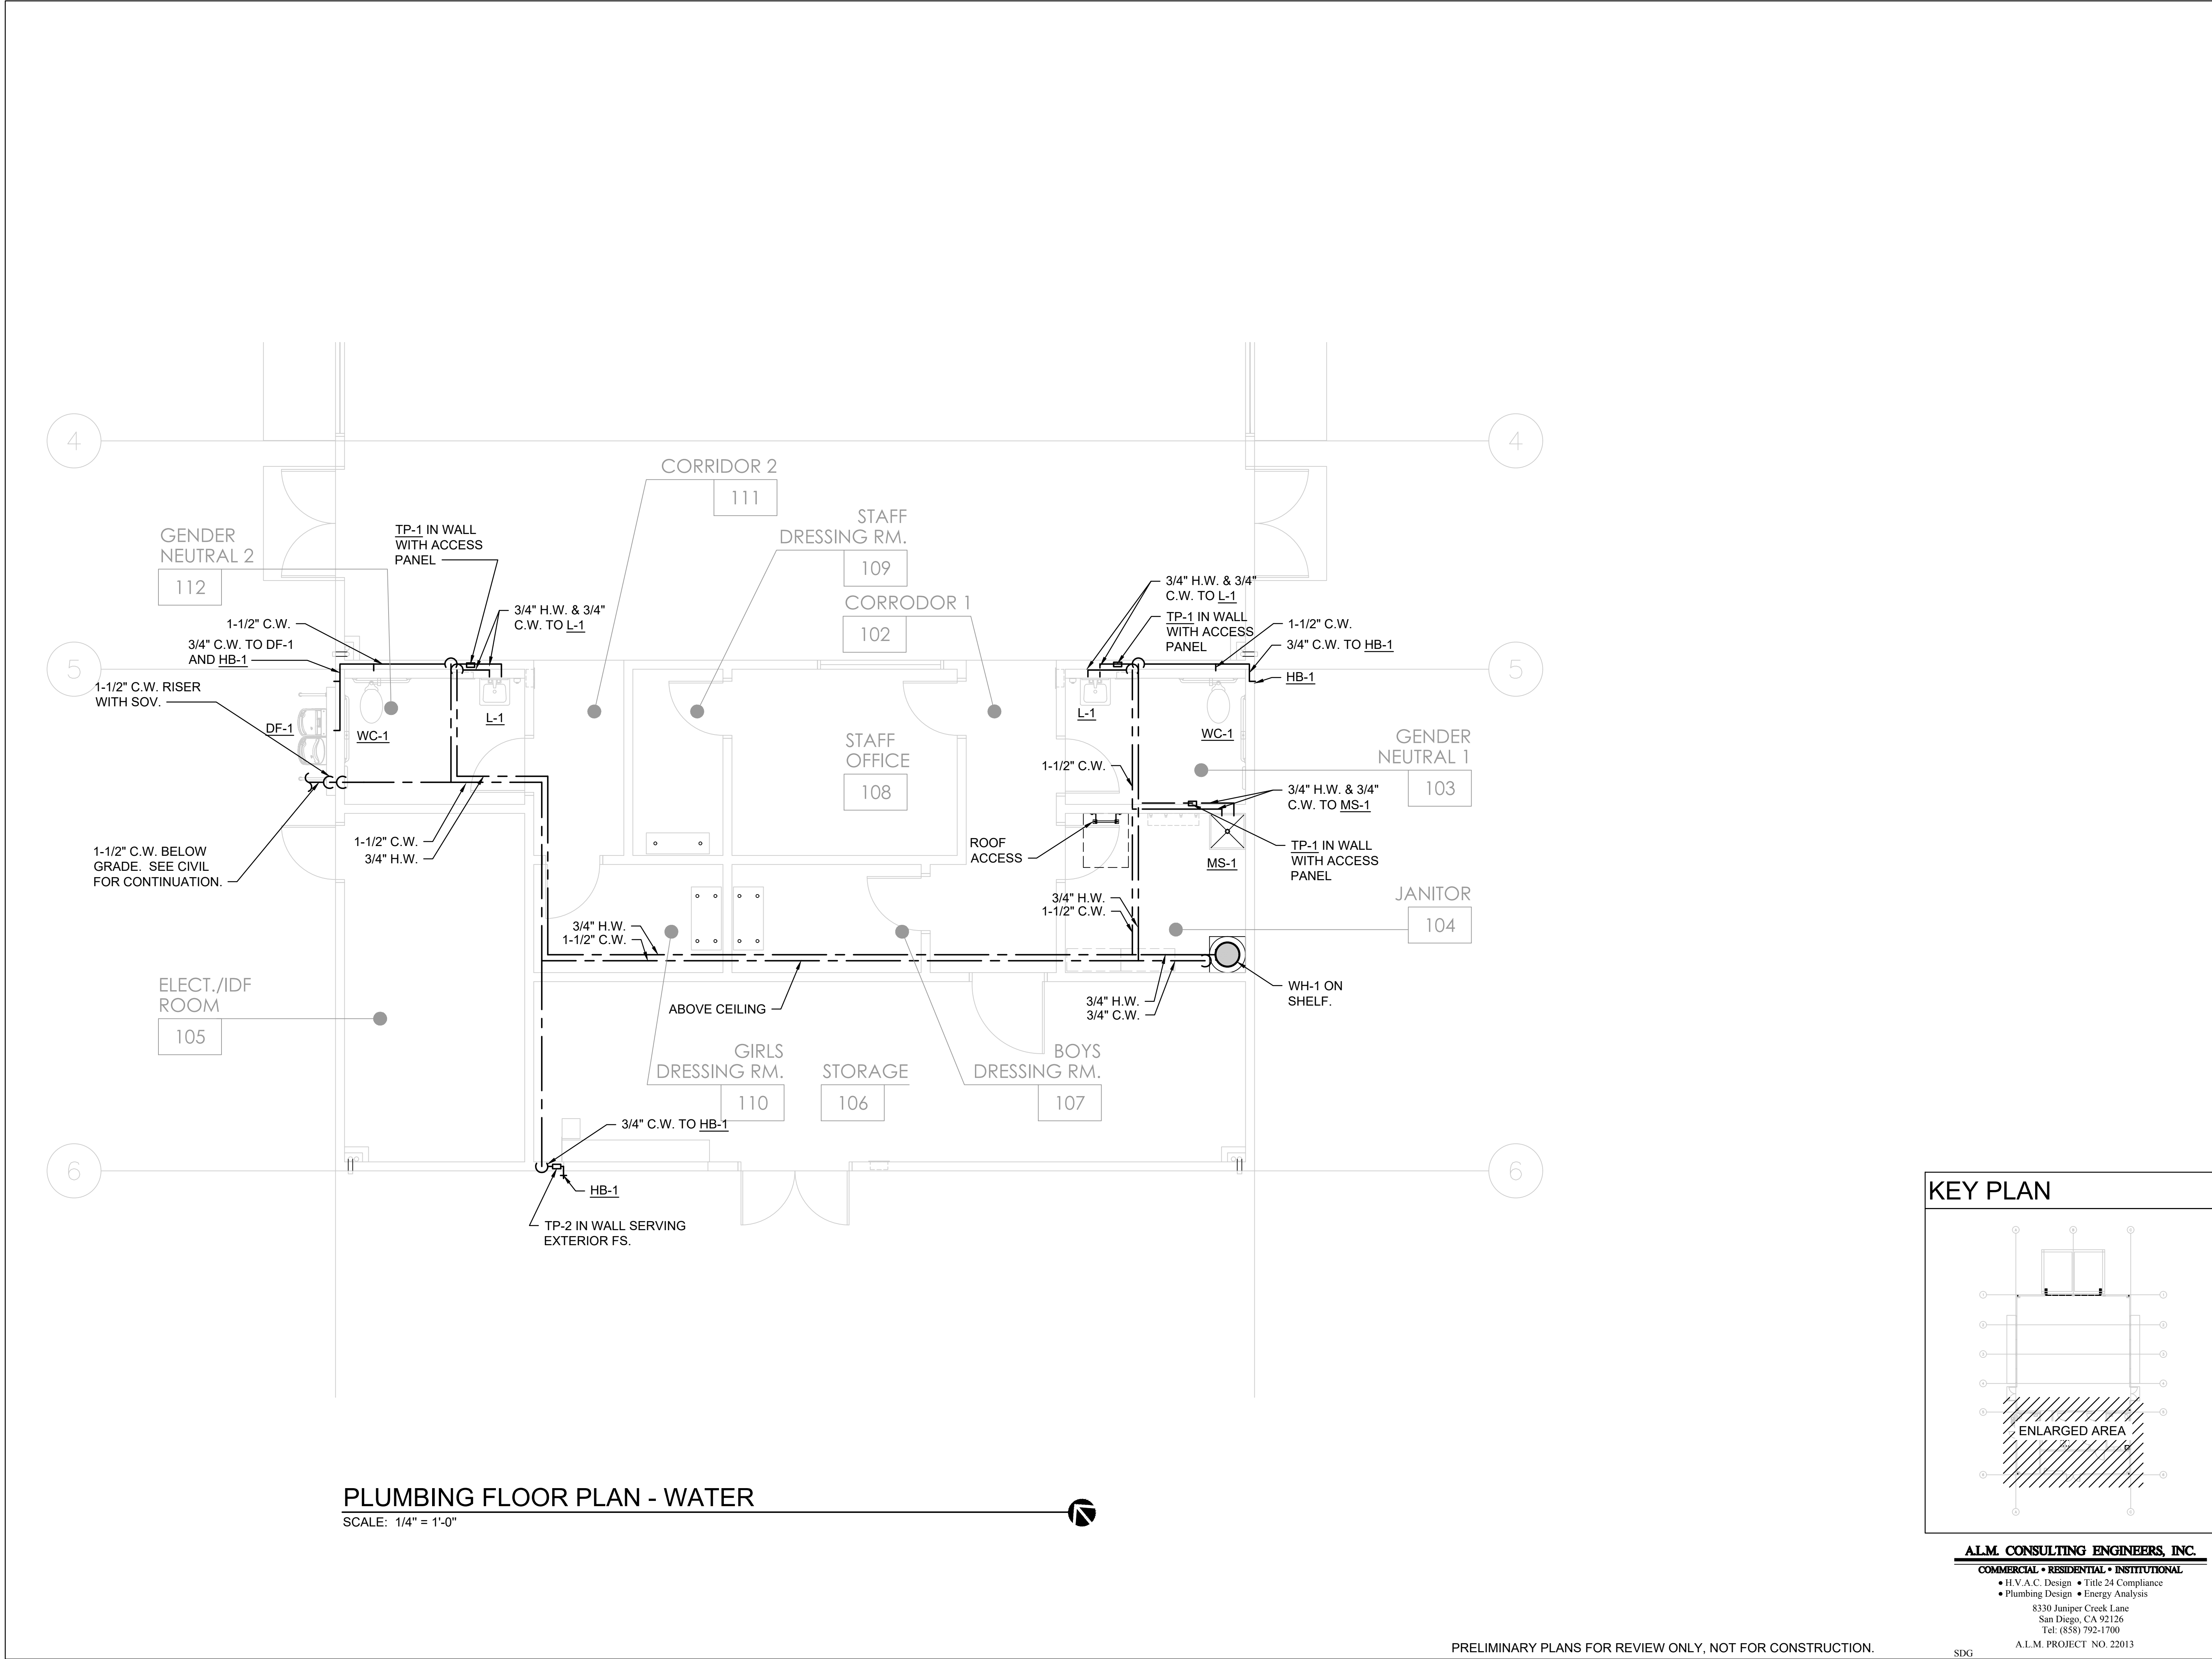 4
4
CORRIDOR 2
111
STAFF
DRESSING RM.
109
GENDER
NEUTRAL 2
112
TP-1 IN WALL
WITH ACCESS
PANEL
CORRODOR 1
102
3/4" H.W. & 3/4"
C.W. TO L-1
3/4" H.W. & 3/4"
C.W. TO L-1
TP-1 IN WALL
WITH ACCESS
PANEL
1-1/2" C.W.
3/4" C.W. TO HB-1
HB-1
1-1/2" C.W.
3/4" C.W. TO DF-1
AND HB-1
5
5
1-1/2" C.W. RISER
WITH SOV.
DF-1
WC-1
L-1
L-1
WC-1
STAFF
OFFICE
108
GENDER
NEUTRAL 1
103
1-1/2" C.W.
3/4" H.W. & 3/4"
C.W. TO MS-1
1-1/2" C.W. BELOW
GRADE. SEE CIVIL
FOR CONTINUATION.
1-1/2" C.W.
3/4" H.W.
ROOF
ACCESS
TP-1 IN WALL
WITH ACCESS
PANEL
MS-1
JANITOR
104
3/4" H.W.
1-1/2" C.W.
3/4" H.W.
1-1/2" C.W.
ELECT./IDF
ROOM
105
ABOVE CEILING
3/4" H.W.
3/4" C.W.
WH-1 ON
SHELF.
GIRLS
DRESSING RM.
110
STORAGE
106
BOYS
DRESSING RM.
107
3/4" C.W. TO HB-1
6
6
HB-1
TP-2 IN WALL SERVING
EXTERIOR FS.
KEY PLAN
ENLARGED AREA
PLUMBING FLOOR PLAN - WATER
SCALE: 1/4" = 1'-0"
A.L.M. CONSULTING ENGINEERS, INC.
COMMERCIAL • RESIDENTIAL • INSTITUTIONAL
• H.V.A.C. Design • Title 24 Compliance
• Plumbing Design • Energy Analysis
8330 Juniper Creek Lane
San Diego, CA 92126
Tel: (858) 792-1700
A.L.M. PROJECT NO. 22013
SDG
PRELIMINARY PLANS FOR REVIEW ONLY, NOT FOR CONSTRUCTION.